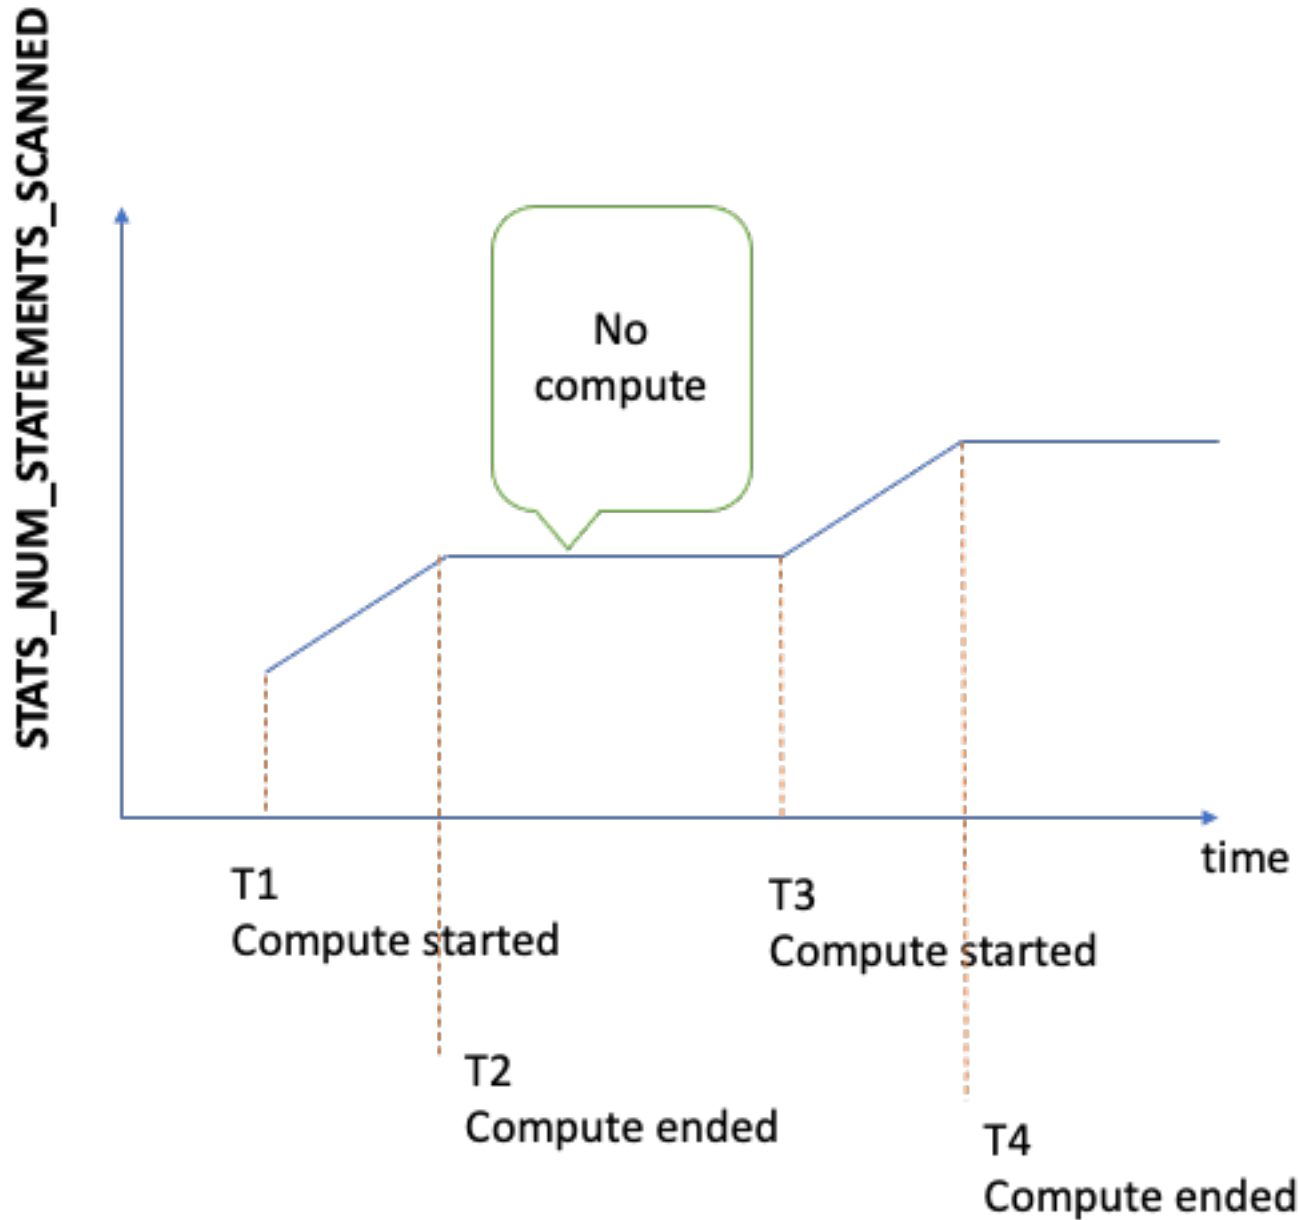 STATS_NUM_STATEMENTS_SCANNED
No
compute
time
T1
Compute started
T3
Compute started
T2
Compute ended
T4
Compute ended